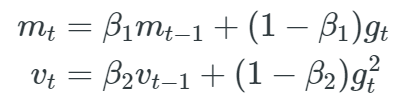 m_t = β_1 m_{t−1} + (1 − β_1) g_t
v_t = β_2 v_{t−1} + (1 − β_2) g_t^2